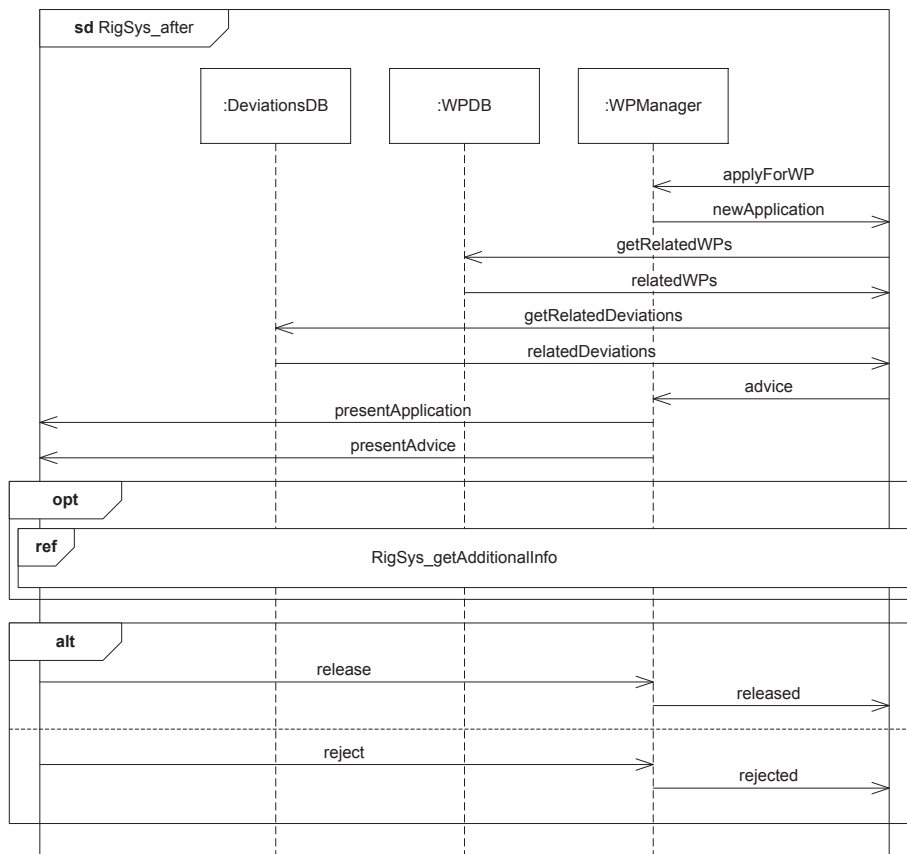 sd RigSys_after
:DeviationsDB
:WPDB
:WPManager
applyForWP
newApplication
getRelatedWPs
relatedWPs
getRelatedDeviations
relatedDeviations
advice
presentApplication
presentAdvice
opt
ref
RigSys_getAdditionalInfo
alt
release
released
reject
rejected